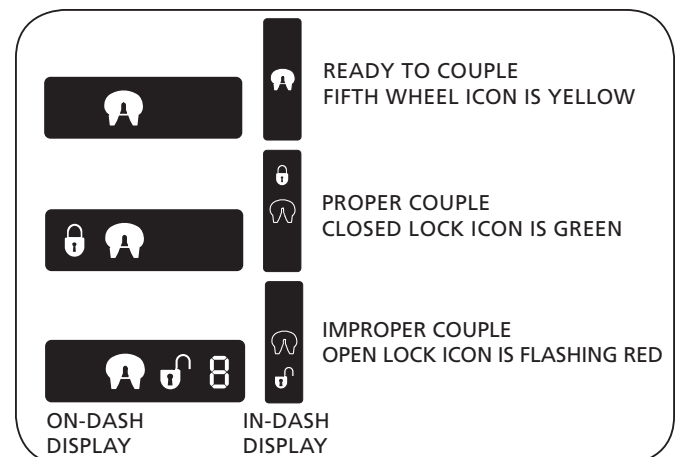 READY TO COUPLE
FIFTH WHEEL ICON IS YELLOW
PROPER COUPLE
CLOSED LOCK ICON IS GREEN
IMPROPER COUPLE
OPEN LOCK ICON IS FLASHING RED
8
ON-DASH
DISPLAY
IN-DASH
DISPLAY